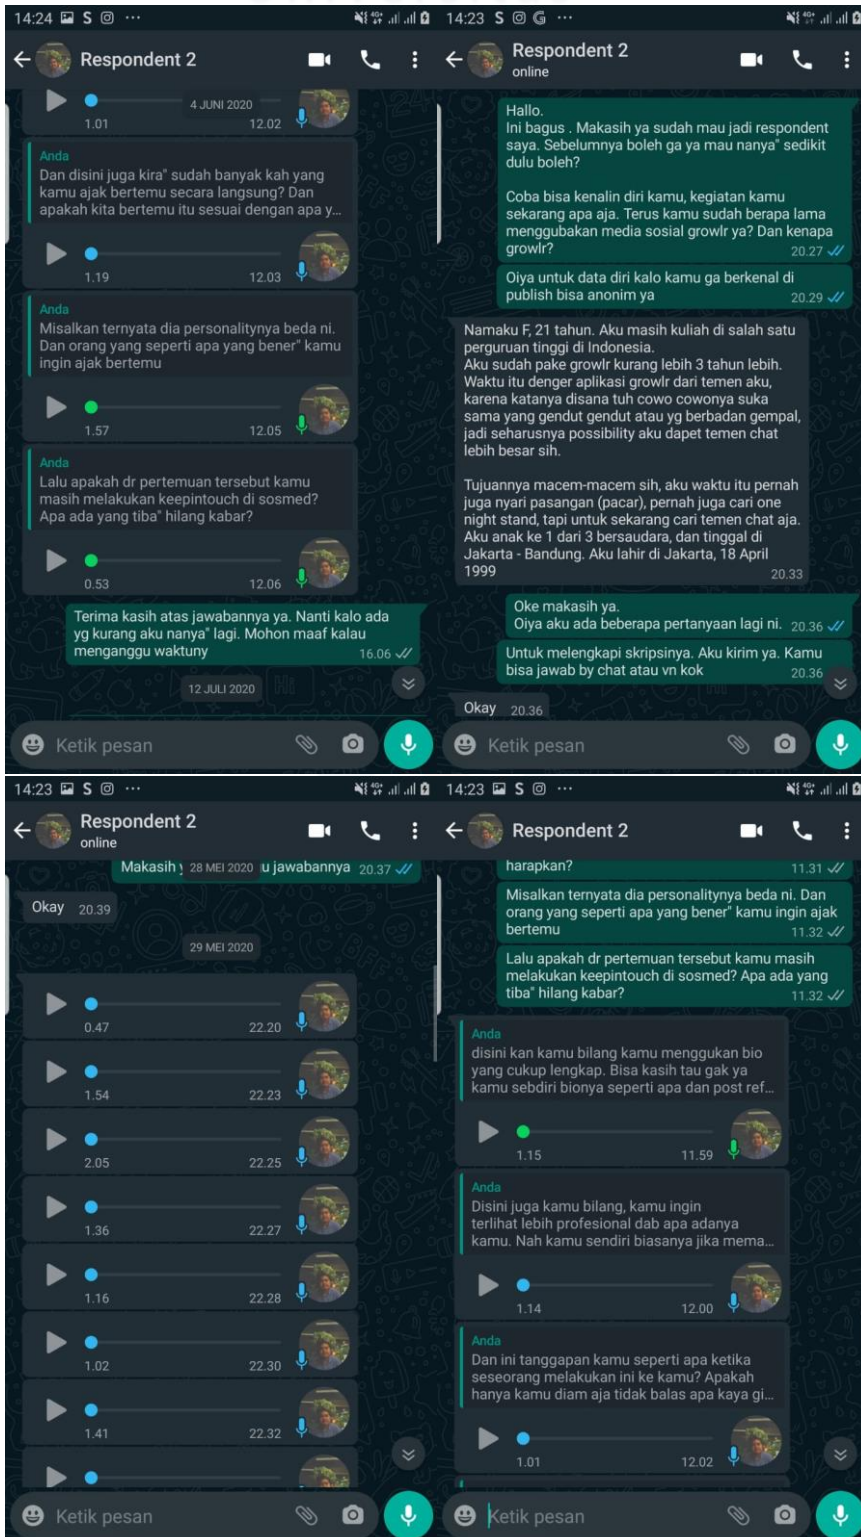 14:24 S
Respondent 2
4 JUNI 2020
1.01 12.02
Anda
Dan disini juga kira" sudah banyak kah yang
kamu ajak bertemu secara langsung? Dan
apakah kita bertemu itu sesuai dengan apa y...
1.19 12.03
Anda
Misalkan ternyata dia personalitynya beda ni.
Dan orang yang seperti apa yang bener" kamu
ingin ajak bertemu
1.57 12.05
Anda
Lalu apakah dr pertemuan tersebut kamu
masih melakukan keepintouch di sosmed?
Apa ada yang tiba" hilang kabar?
0.53 12.06
Terima kasih atas jawabannya ya. Nanti kalo ada
yg kurang aku nanya" lagi. Mohon maaf kalau
menganggu waktuny 16.06
12 JULI 2020
Ketik pesan
14:23 S G
Respondent 2
online
Hallo.
Ini bagus . Makasih ya sudah mau jadi respondent
saya. Sebelumnya boleh ga ya mau nanya" sedikit
dulu boleh?
Coba bisa kenalin diri kamu, kegiatan kamu
sekarang apa aja. Terus kamu sudah berapa lama
menggubakan media sosial growlr ya? Dan kenapa
growlr? 20.27
Oiya untuk data diri kalo kamu ga berkenal di
publish bisa anonim ya 20.29
Namaku F, 21 tahun. Aku masih kuliah di salah satu
perguruan tinggi di Indonesia.
Aku sudah pake growlr kurang lebih 3 tahun lebih.
Waktu itu denger aplikasi growlr dari temen aku,
karena katanya disana tuh cowo cowonya suka
sama yang gendut gendut atau yg berbadan gempal,
jadi seharusnya possibility aku dapet temen chat
lebih besar sih.
Tujuannya macem-macem sih, aku waktu itu pernah
juga nyari pasangan (pacar), pernah juga cari one
night stand, tapi untuk sekarang cari temen chat aja.
Aku anak ke 1 dari 3 bersaudara, dan tinggal di
Jakarta - Bandung. Aku lahir di Jakarta, 18 April
1999 20.33
Oke makasih ya.
Oiya aku ada beberapa pertanyaan lagi ni. 20.36
Untuk melengkapi skripsinya. Aku kirim ya. Kamu
bisa jawab by chat atau vn kok 20.36
Okay 20.36
Ketik pesan
14:23 S
Respondent 2
online
Makasih 28 MEI 2020 u jawabannya 20.37
Okay 20.39
29 MEI 2020
0.47 22.20
1.54 22.23
2.05 22.25
1.36 22.27
1.16 22.28
1.02 22.30
1.41 22.32
Ketik pesan
14:23 S
Respondent 2
harapkan? 11.31
Misalkan ternyata dia personalitynya beda ni. Dan
orang yang seperti apa yang bener" kamu ingin ajak
bertemu 11.32
Lalu apakah dr pertemuan tersebut kamu masih
melakukan keepintouch di sosmed? Apa ada yang
tiba" hilang kabar? 11.32
Anda
disini kan kamu bilang kamu menggukan bio
yang cukup lengkap. Bisa kasih tau gak ya
kamu sebdiri bionya seperti apa dan post ref...
1.15 11.59
Anda
Disini juga kamu bilang, kamu ingin
terlihat lebih profesional dab apa adanya
kamu. Nah kamu sendiri biasanya jika mema...
1.14 12.00
Anda
Dan ini tanggapan kamu seperti apa ketika
seseorang melakukan ini ke kamu? Apakah
hanya kamu diam aja tidak balas apa kaya gi...
1.01 12.02
Ketik pesan